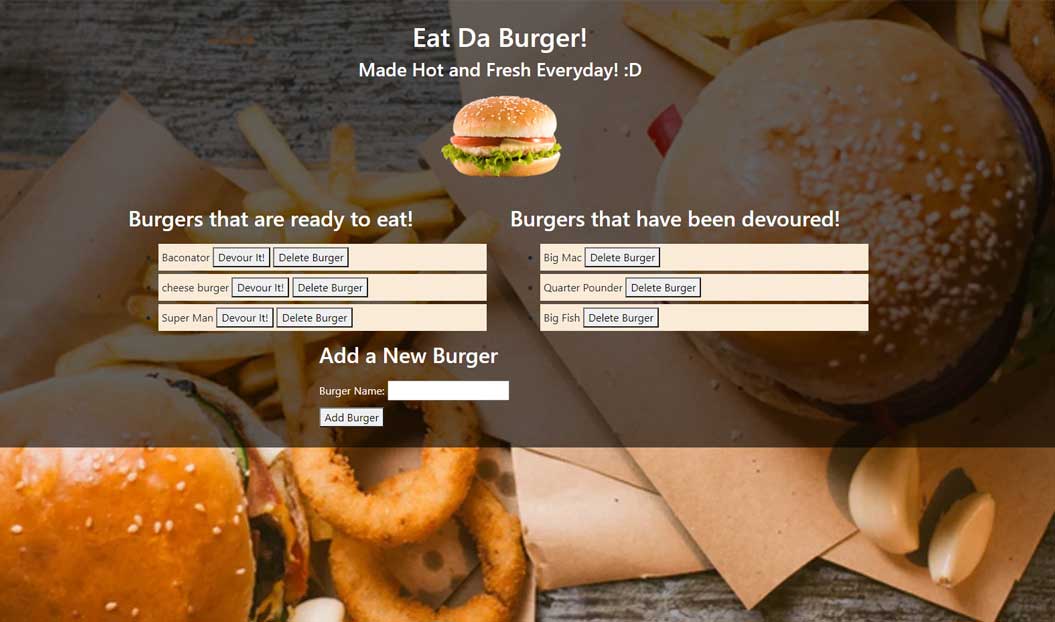 Eat Da Burger!
Made Hot and Fresh Everyday! :D
Burgers that are ready to eat!
Baconator Devour It! Delete Burger
cheese burger Devour It! Delete Burger
Super Man Devour It! Delete Burger
Burgers that have been devoured!
Big Mac Delete Burger
Quarter Pounder Delete Burger
Big Fish Delete Burger
Add a New Burger
Burger Name:
Add Burger